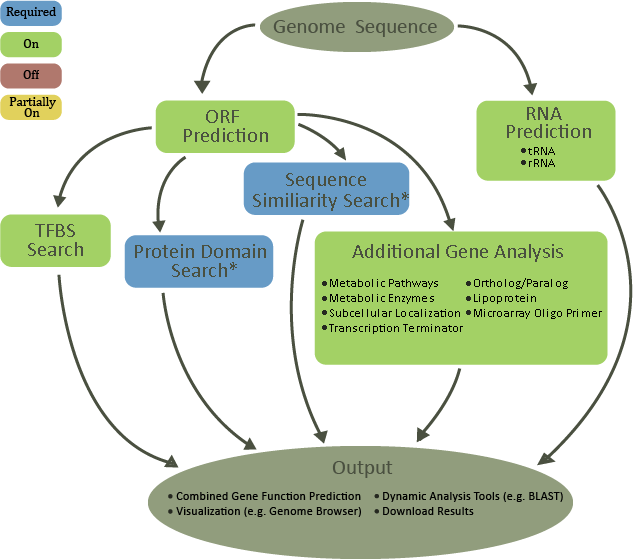 Required
On
Off
Partially
On
Genome Sequence
ORF
Prediction
RNA
Prediction
•tRNA
•rRNA
Sequence
Similiarity Search*
TFBS
Search
Protein Domain
Search*
Additional Gene Analysis
•Metabolic Pathways
•Metabolic Enzymes
•Subcellular Localization
•Transcription Terminator
•Ortholog/Paralog
•Lipoprotein
•Microarray Oligo Primer
Output
• Combined Gene Function Prediction
• Visualization (e.g. Genome Browser)
• Dynamic Analysis Tools (e.g. BLAST)
• Download Results